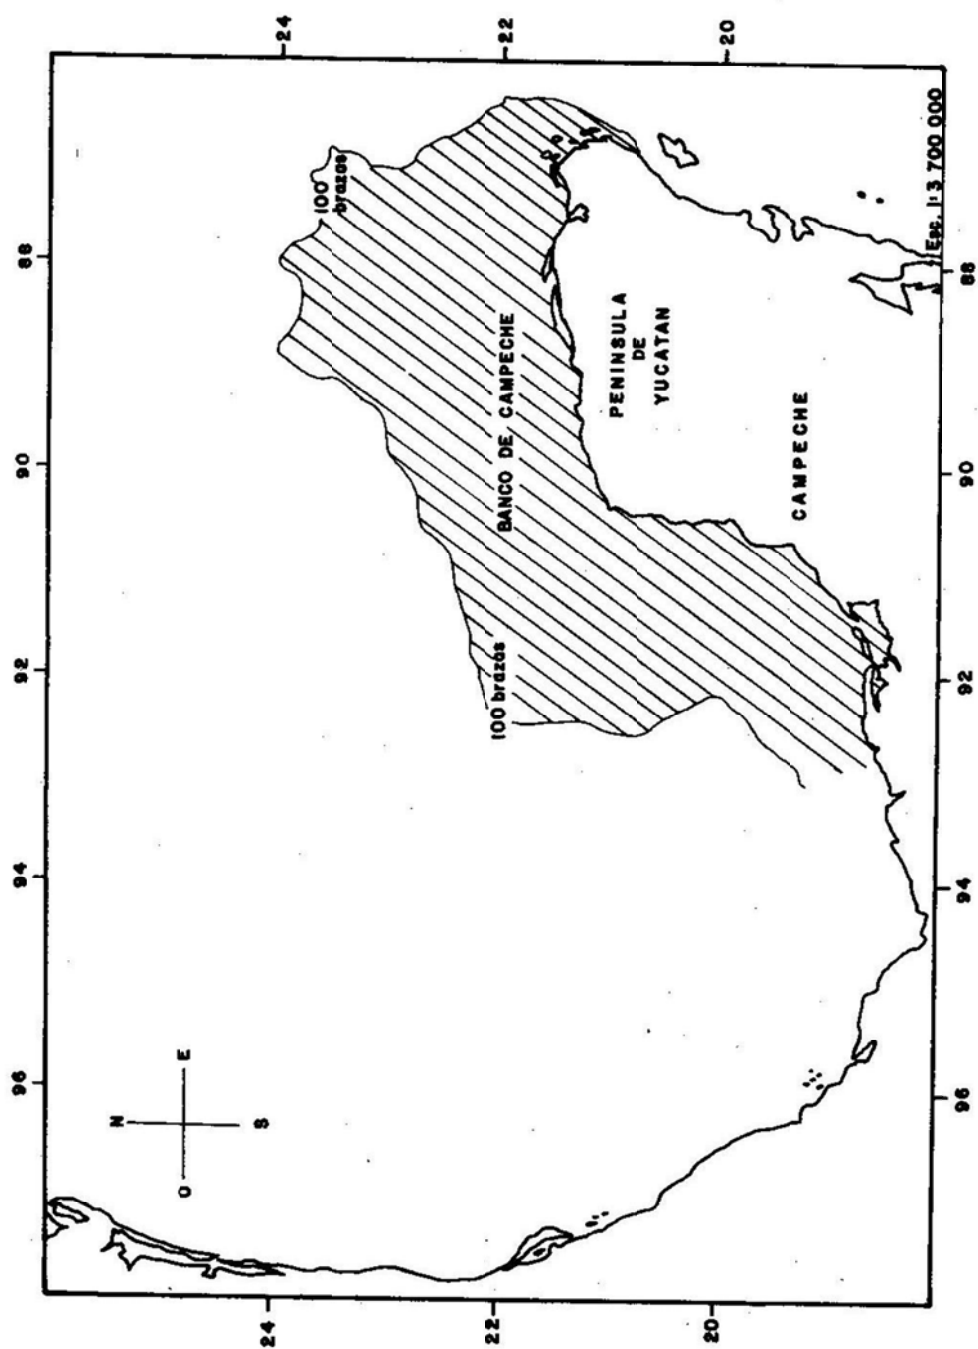 96
94
92
90
88
24
24
22
22
20
20
N
O
E
S
100
brazas
100 brazas
BANCO DE CAMPECHE
PENINSULA
DE
YUCATAN
CAMPECHE
96
94
92
90
88
Esc. 1:3 700 000